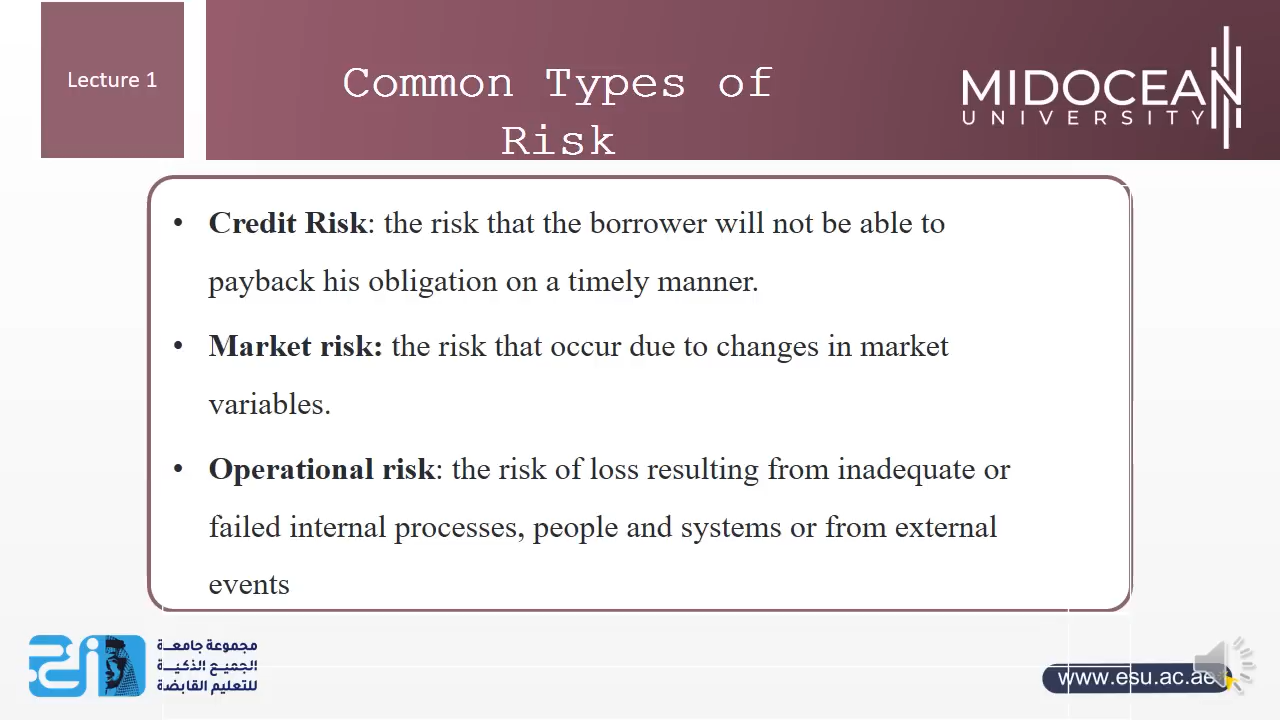 Lecture 1
Common Types of
Risk
MIDOCEAN
UNIVERSITY
• Credit Risk: the risk that the borrower will not be able to
payback his obligation on a timely manner.
• Market risk: the risk that occur due to changes in market
variables.
• Operational risk: the risk of loss resulting from inadequate or
failed internal processes, people and systems or from external
events
مجموعة جامعة
الجميع الذكية
للتعليم القابضة
www.esu.ac.ae